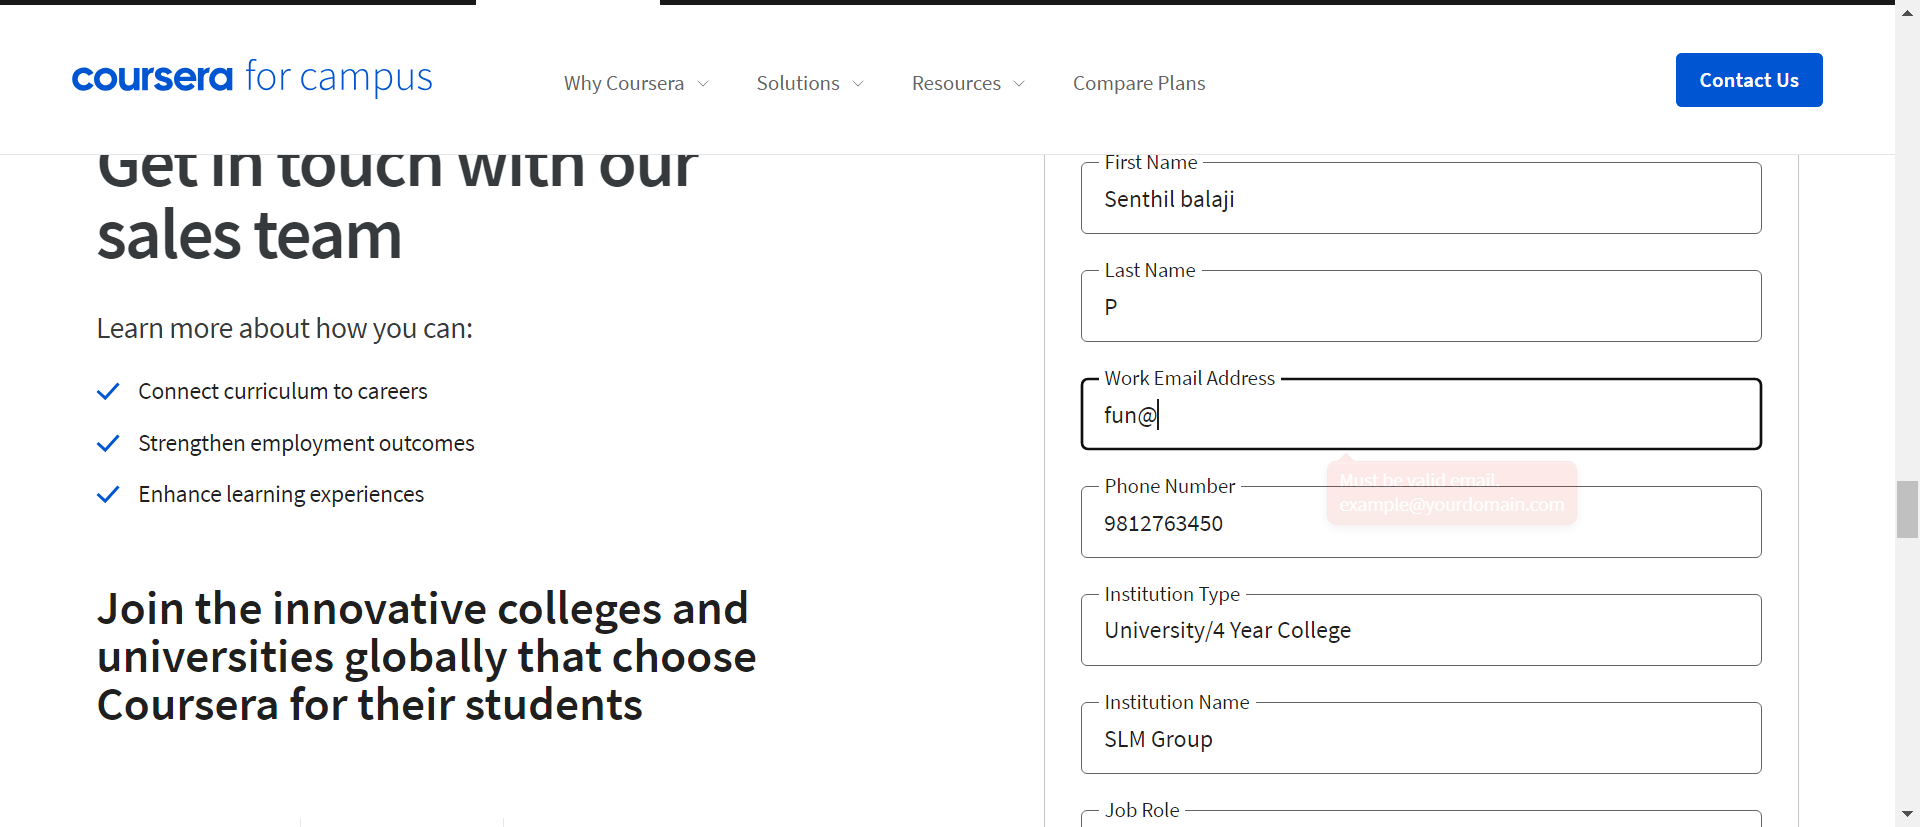 coursera for campus
Why Coursera
Solutions
Resources
Compare Plans
Contact Us
Get in touch with our
sales team
Learn more about how you can:
Connect curriculum to careers
Strengthen employment outcomes
Enhance learning experiences
Join the innovative colleges and
universities globally that choose
Coursera for their students
First Name
Senthil balaji
Last Name
P
Work Email Address
fun@
Must be valid email.
example@yourdomain.com
Phone Number
9812763450
Institution Type
University/4 Year College
Institution Name
SLM Group
Job Role